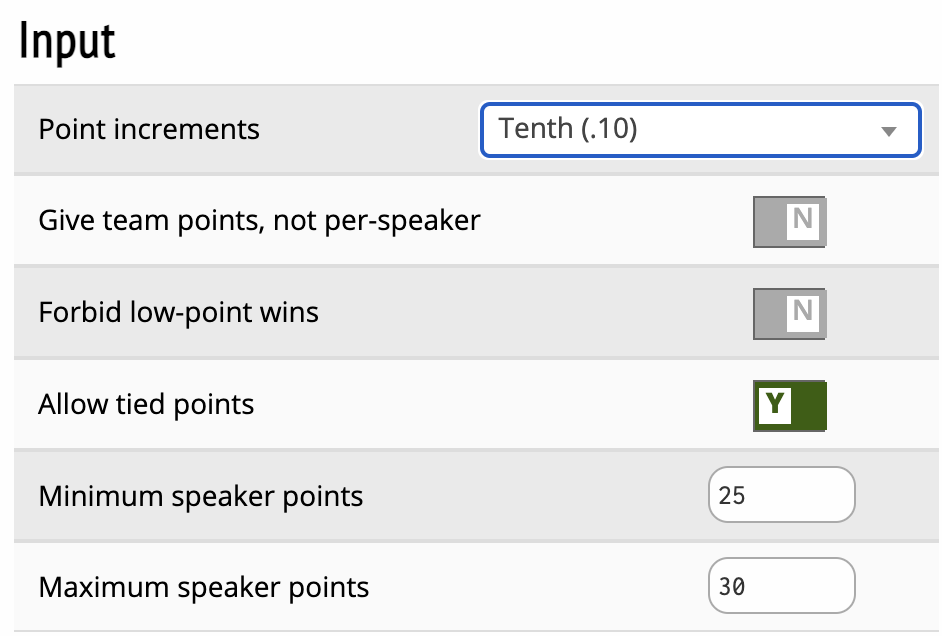 Input
Point increments Tenth (.10)
Give team points, not per-speaker N
Forbid low-point wins N
Allow tied points Y
Minimum speaker points 25
Maximum speaker points 30